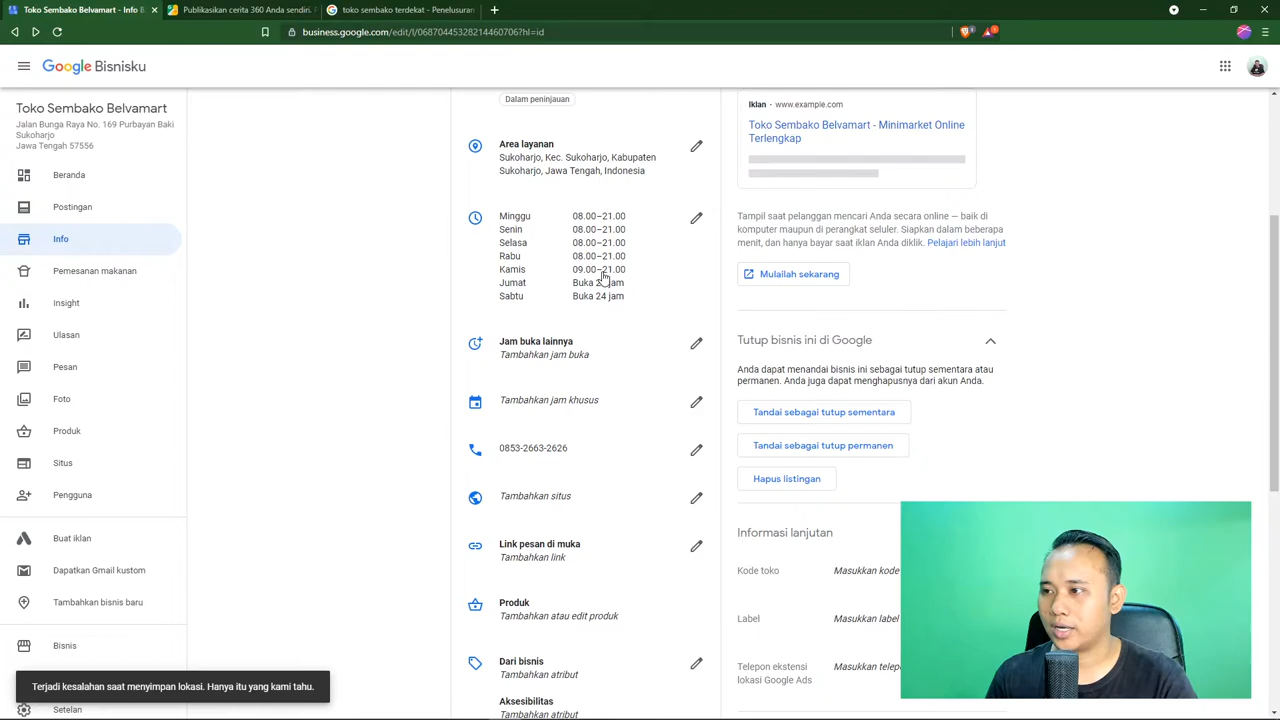 Toko Sembako Belvamart - Info B
Publikasikan cerita 360 Anda sendiri. P
toko sembako terdekat - Penelusuran
business.google.com/edit/l/06870445328214460706?hl=id
Google Bisnisku
Toko Sembako Belvamart
Jalan Bunga Raya No. 169 Purbayan Baki
Sukoharjo
Jawa Tengah 57556
Beranda
Postingan
Info
Pemesanan makanan
Insight
Ulasan
Pesan
Foto
Produk
Situs
Pengguna
Buat iklan
Dapatkan Gmail kustom
Tambahkan bisnis baru
Bisnis
Setelan
Terjadi kesalahan saat menyimpan lokasi. Hanya itu yang kami tahu.
Dalam peninjauan
Area layanan
Sukoharjo, Kec. Sukoharjo, Kabupaten
Sukoharjo, Jawa Tengah, Indonesia
Minggu 08.00–21.00
Senin 08.00–21.00
Selasa 08.00–21.00
Rabu 08.00–21.00
Kamis 09.00–21.00
Jumat Buka jam
Sabtu Buka 24 jam
Jam buka lainnya
Tambahkan jam buka
Tambahkan jam khusus
0853-2663-2626
Tambahkan situs
Link pesan di muka
Tambahkan link
Produk
Tambahkan atau edit produk
Dari bisnis
Tambahkan atribut
Aksesibilitas
Tambahkan atribut
Iklan · www.example.com
Toko Sembako Belvamart - Minimarket Online
Terlengkap
Tampil saat pelanggan mencari Anda secara online — baik di
komputer maupun di perangkat seluler. Siapkan dalam beberapa
menit, dan hanya bayar saat iklan Anda diklik. Pelajari lebih lanjut
Mulailah sekarang
Tutup bisnis ini di Google
Anda dapat menandai bisnis ini sebagai tutup sementara atau
permanen. Anda juga dapat menghapusnya dari akun Anda.
Tandai sebagai tutup sementara
Tandai sebagai tutup permanen
Hapus listingan
Informasi lanjutan
Kode toko Masukkan kode
Label Masukkan label
Telepon ekstensi Masukkan telep
lokasi Google Ads